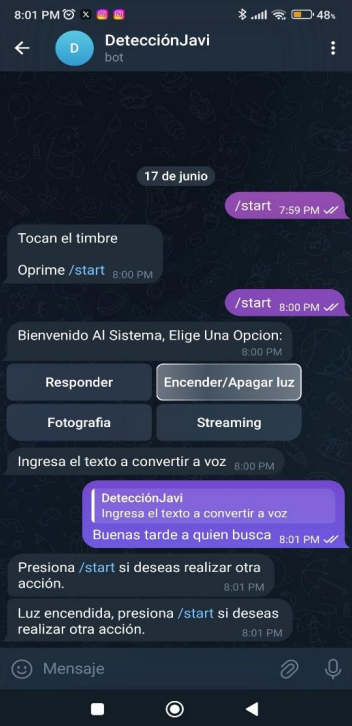 8:01 PM 48%
DetecciónJavi
D
bot
17 de junio
/start 7:59 PM
Tocan el timbre
Oprime /start 8:00 PM
/start 8:00 PM
Bienvenido Al Sistema, Elige Una Opcion:
8:00 PM
Responder Encender/Apagar luz
Fotografia Streaming
Ingresa el texto a convertir a voz 8:00 PM
DetecciónJavi
Ingresa el texto a convertir a voz
Buenas tarde a quien busca 8:01 PM
Presiona /start si deseas realizar otra
acción. 8:01 PM
Luz encendida, presiona /start si deseas
realizar otra acción. 8:01 PM
Mensaje